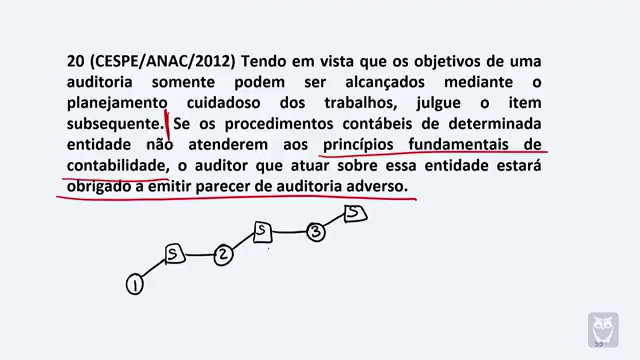 20 (CESPE/ANAC/2012) Tendo em vista que os objetivos de uma
auditoria somente podem ser alcançados mediante o
planejamento cuidadoso dos trabalhos, julgue o item
subsequente. Se os procedimentos contábeis de determinada
entidade não atenderem aos princípios fundamentais de
contabilidade, o auditor que atuar sobre essa entidade estará
obrigado a emitir parecer de auditoria adverso.
S
S
3
S
2
1
53